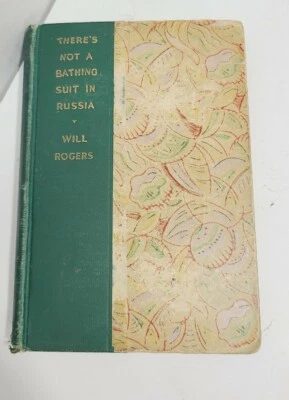 THERE'S
NOT A
BATHING
SUIT IN
RUSSIA
WILL
ROGERS